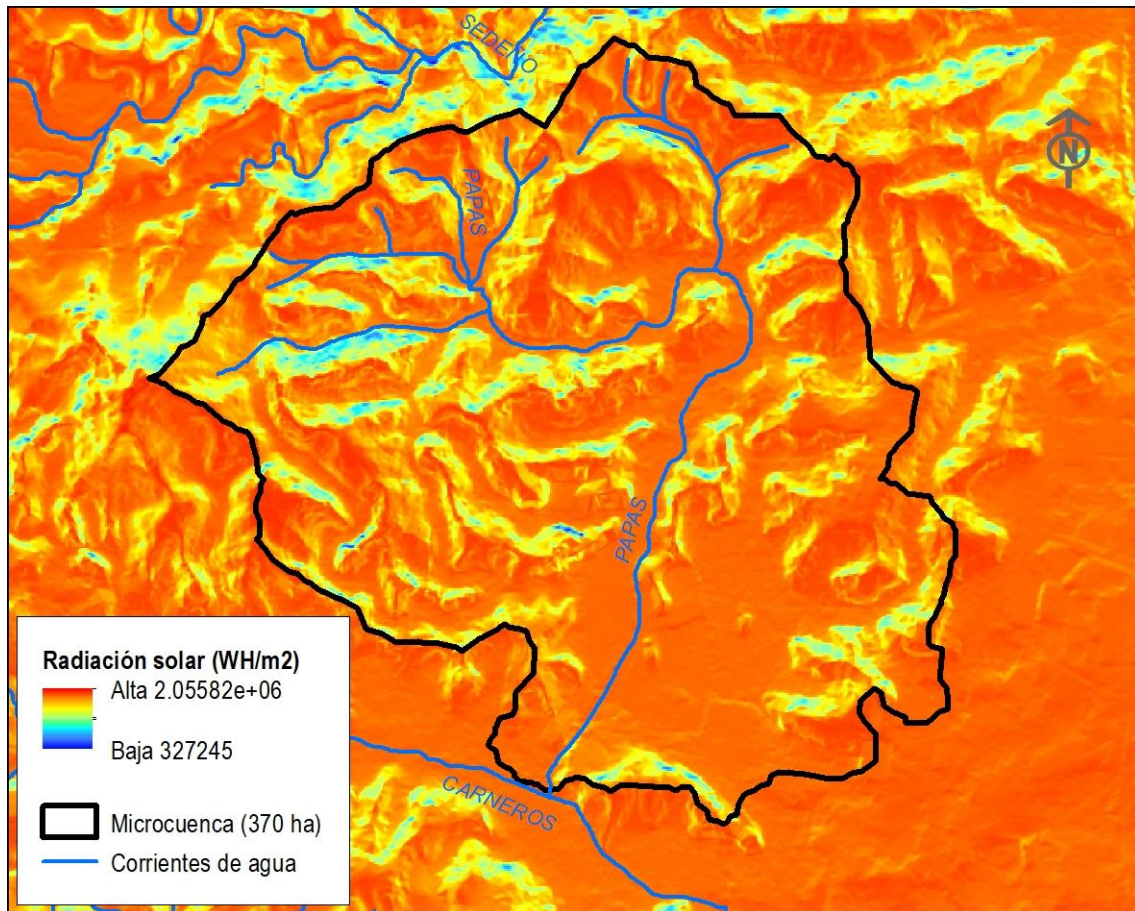 SEDEÑO
N
PAPAS
PAPAS
Radiación solar (WH/m2)
Alta 2.05582e+06
Baja 327245
CARNEROS
Microcuenca (370 ha)
Corrientes de agua